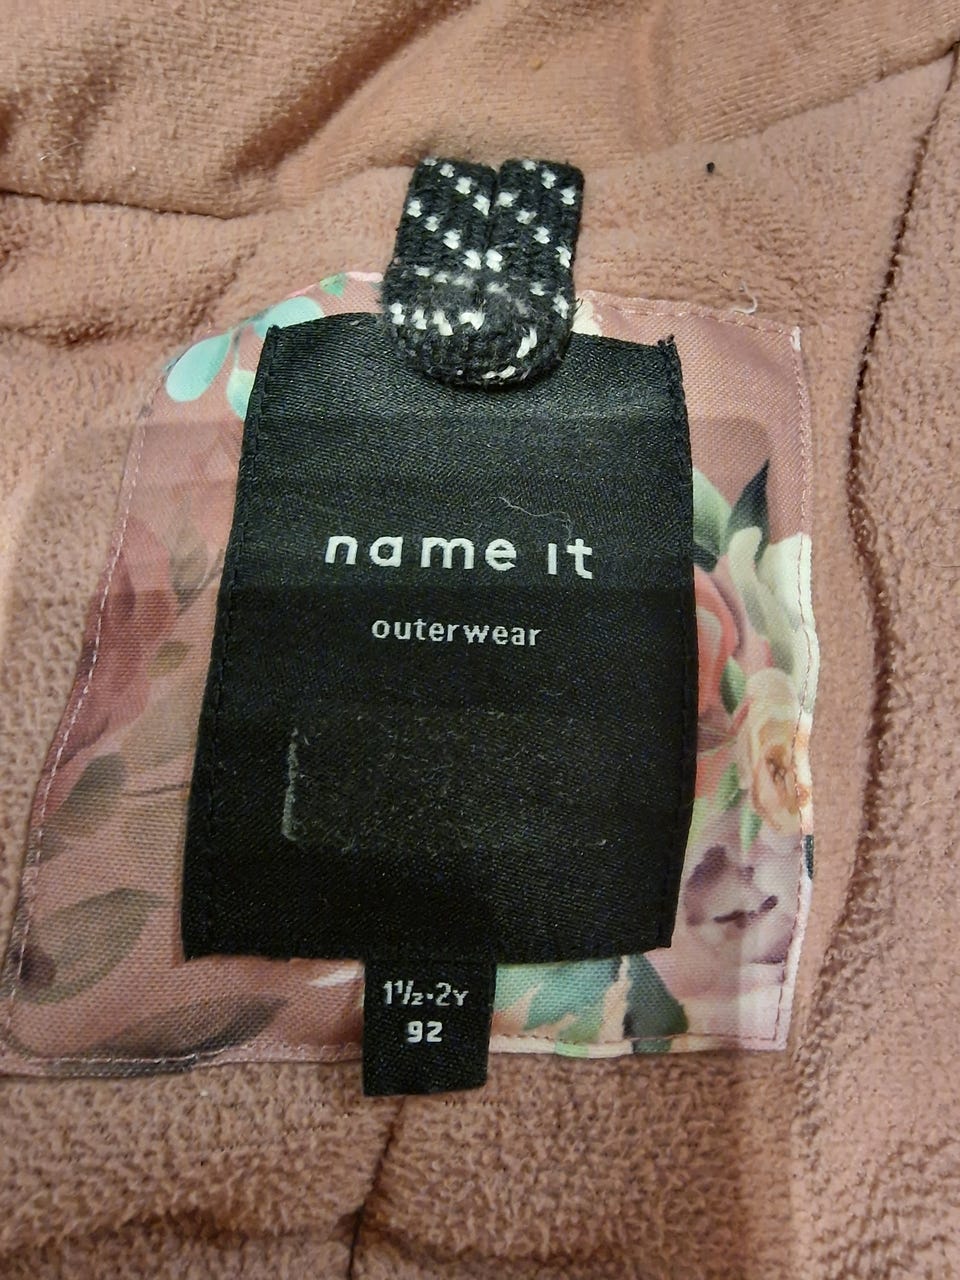 name it
outerwear
1½-2Y
92